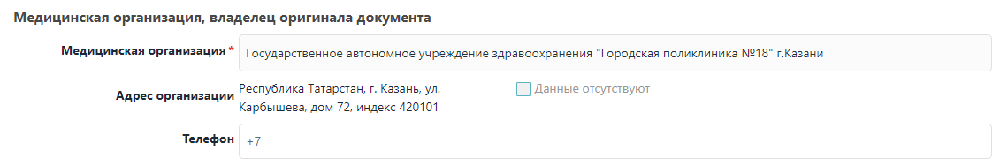 Медицинская организация, владелец оригинала документа
Медицинская организация * Государственное автономное учреждение здравоохранения "Городская поликлиника №18" г.Казани
Адрес организации Республика Татарстан, г. Казань, ул. Карбышева, дом 72, индекс 420101
Данные отсутствуют
Телефон +7